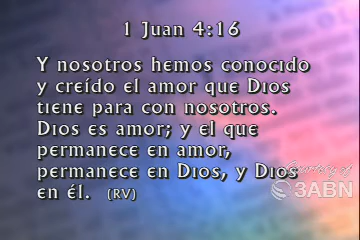 1 Juan 4:16
Y nosotros hemos conocido
y creído el amor que Dios
tiene para con nosotros.
Dios es amor; y el que
permanece en amor,
permanece en Dios, y Dios
en él. (RV)
3ABN